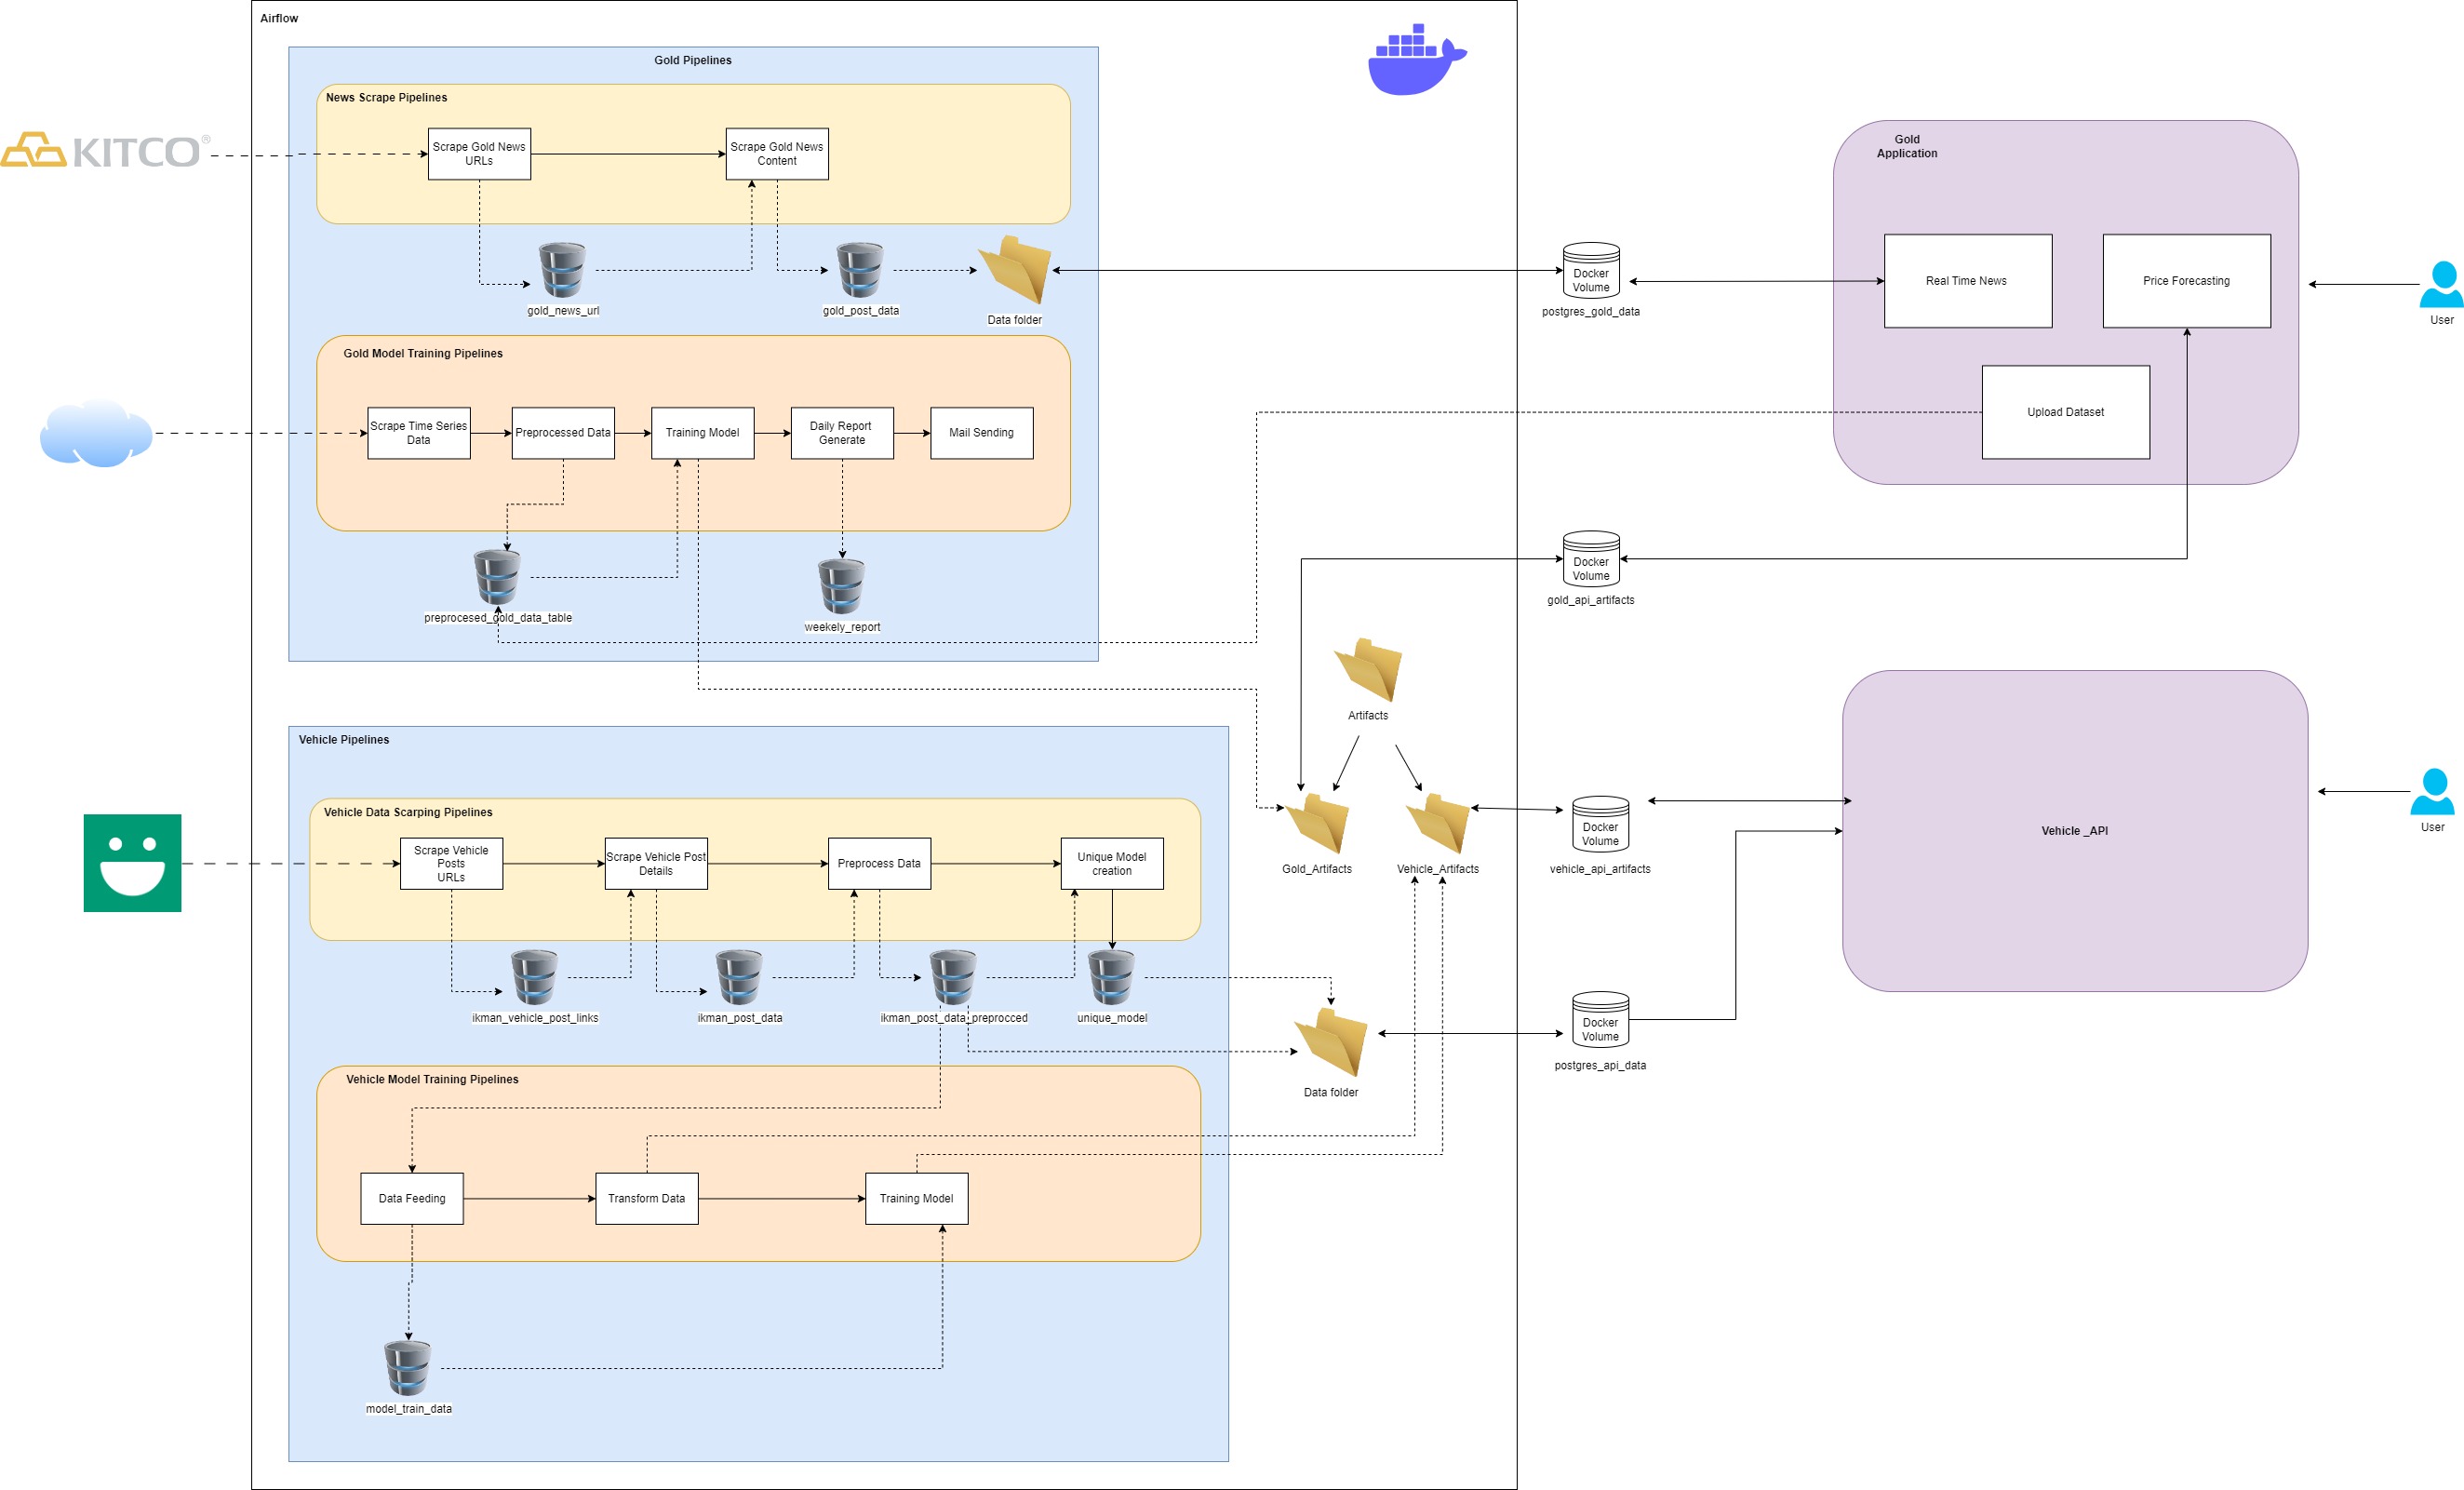 Airflow
Gold Pipelines
News Scrape Pipelines
KITCO®
Scrape Gold News
URLs
Scrape Gold News
Content
gold_news_url
gold_post_data
Data folder
Gold Model Training Pipelines
Scrape Time Series
Data
Preprocessed Data
Training Model
Daily Report
Generate
Mail Sending
preprocesed_gold_data_table
weekely_report
Docker
Volume
postgres_gold_data
Gold
Application
Real Time News
Price Forecasting
Upload Dataset
User
Docker
Volume
gold_api_artifacts
Artifacts
Gold_Artifacts
Vehicle_Artifacts
Vehicle Pipelines
Vehicle Data Scarping Pipelines
Scrape Vehicle
Posts
URLs
Scrape Vehicle Post
Details
Preprocess Data
Unique Model
creation
ikman_vehicle_post_links
ikman_post_data
ikman_post_data_preprocced
unique_model
Data folder
Docker
Volume
vehicle_api_artifacts
Vehicle _API
User
Docker
Volume
postgres_api_data
Vehicle Model Training Pipelines
Data Feeding
Transform Data
Training Model
model_train_data